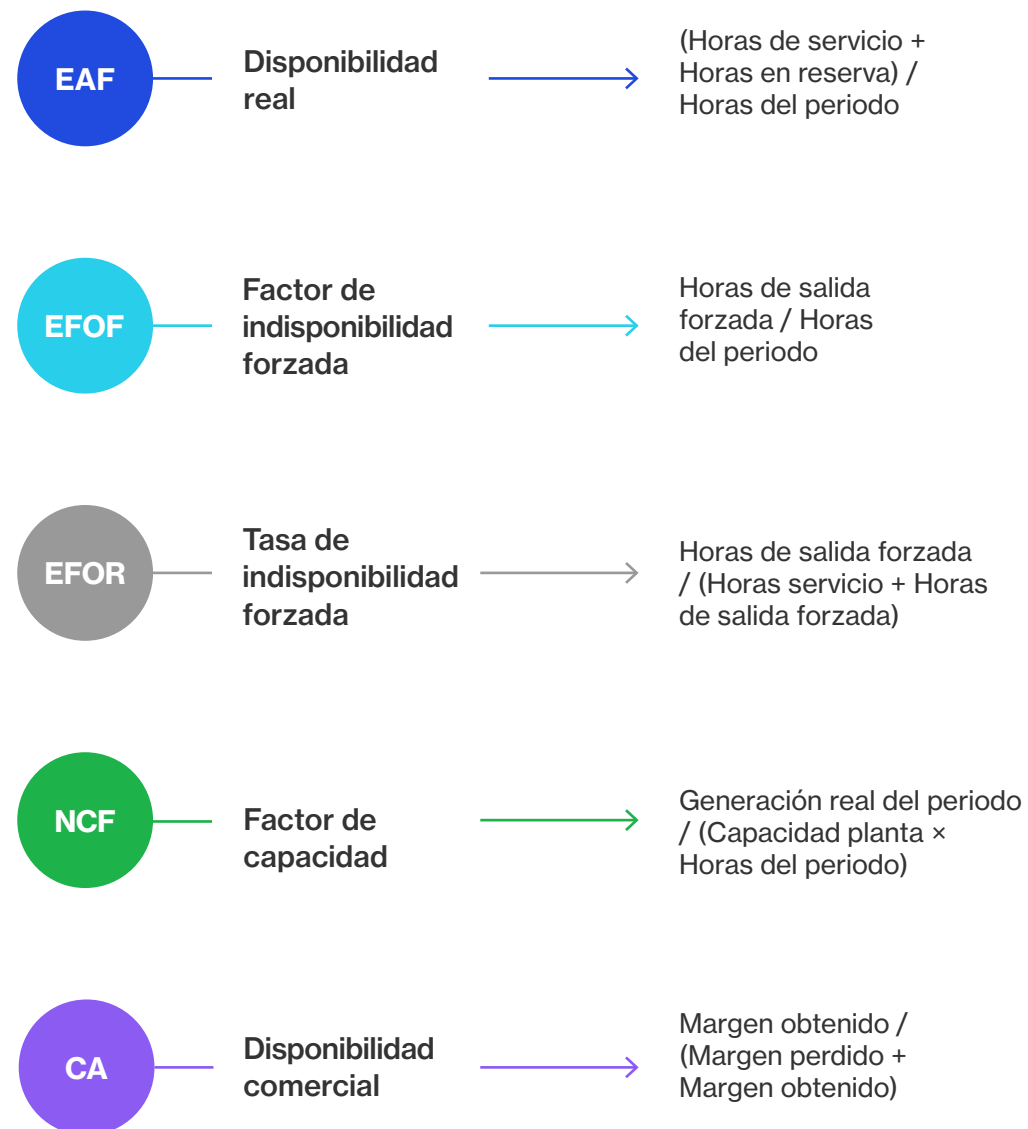 EAF
Disponibilidad
real
(Horas de servicio +
Horas en reserva) /
Horas del periodo
EFOF
Factor de
indisponibilidad
forzada
Horas de salida
forzada / Horas
del periodo
EFOR
Tasa de
indisponibilidad
forzada
Horas de salida forzada
/ (Horas servicio + Horas
de salida forzada)
NCF
Factor de
capacidad
Generación real del periodo
/ (Capacidad planta ×
Horas del periodo)
CA
Disponibilidad
comercial
Margen obtenido /
(Margen perdido +
Margen obtenido)